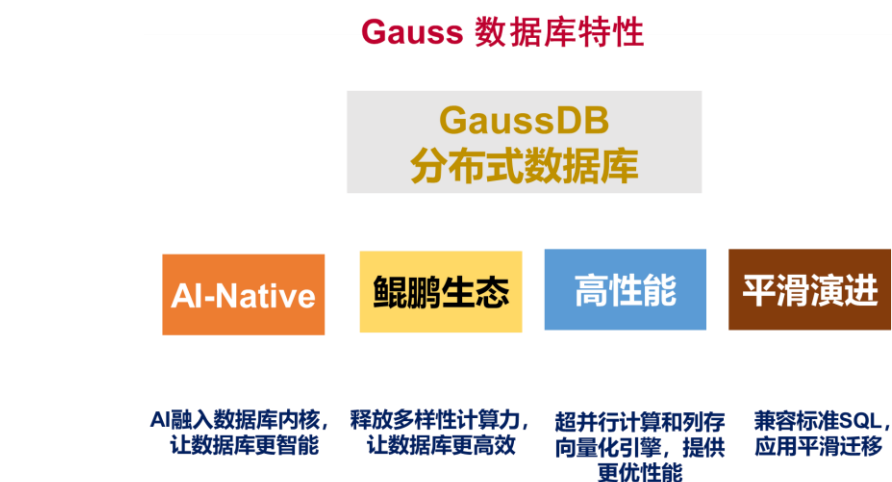 Gauss 数据库特性
GaussDB
分布式数据库
AI-Native
鲲鹏生态
高性能
平滑演进
AI融入数据库内核，
让数据库更智能
释放多样性计算力，
让数据库更高效
超并行计算和列存
向量化引擎，提供
更优性能
兼容标准SQL，
应用平滑迁移